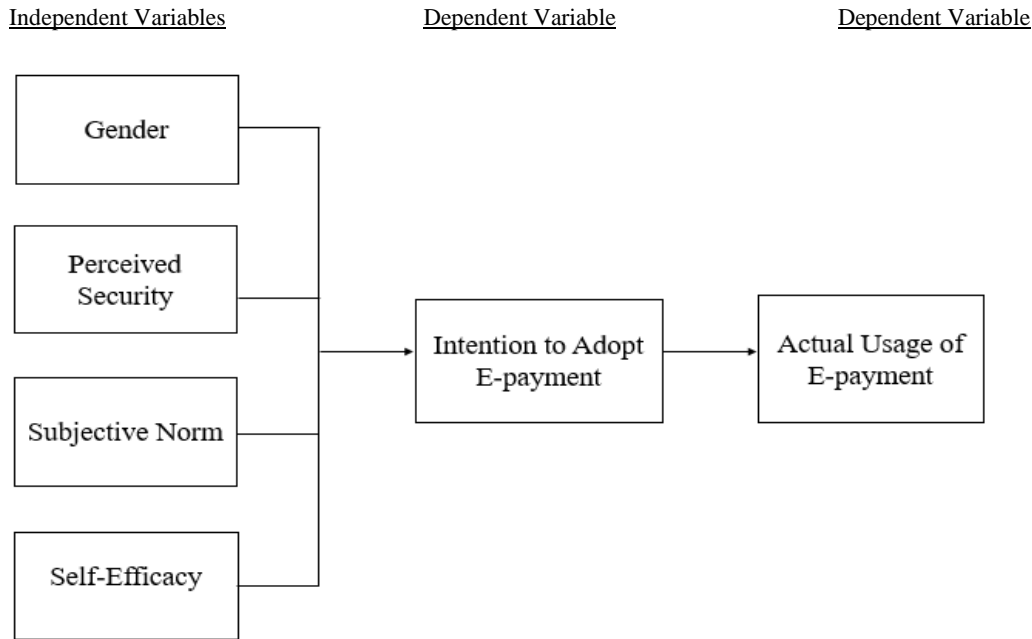 Independent Variables
Dependent Variable
Dependent Variable
Gender
Perceived
Security
Subjective Norm
Self-Efficacy
Intention to Adopt
E-payment
Actual Usage of
E-payment